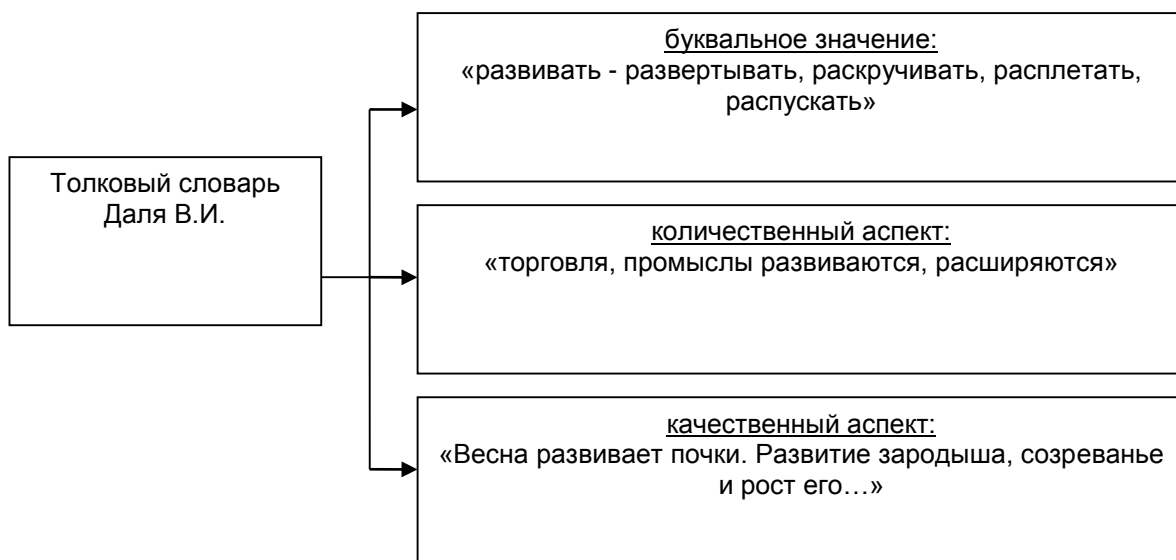 Толковый словарь
Даля В.И.
буквальное значение:
«развивать - развертывать, раскручивать, расплетать,
распускать»
количественный аспект:
«торговля, промыслы развиваются, расширяются»
качественный аспект:
«Весна развивает почки. Развитие зародыша, созреванье
и рост его…»